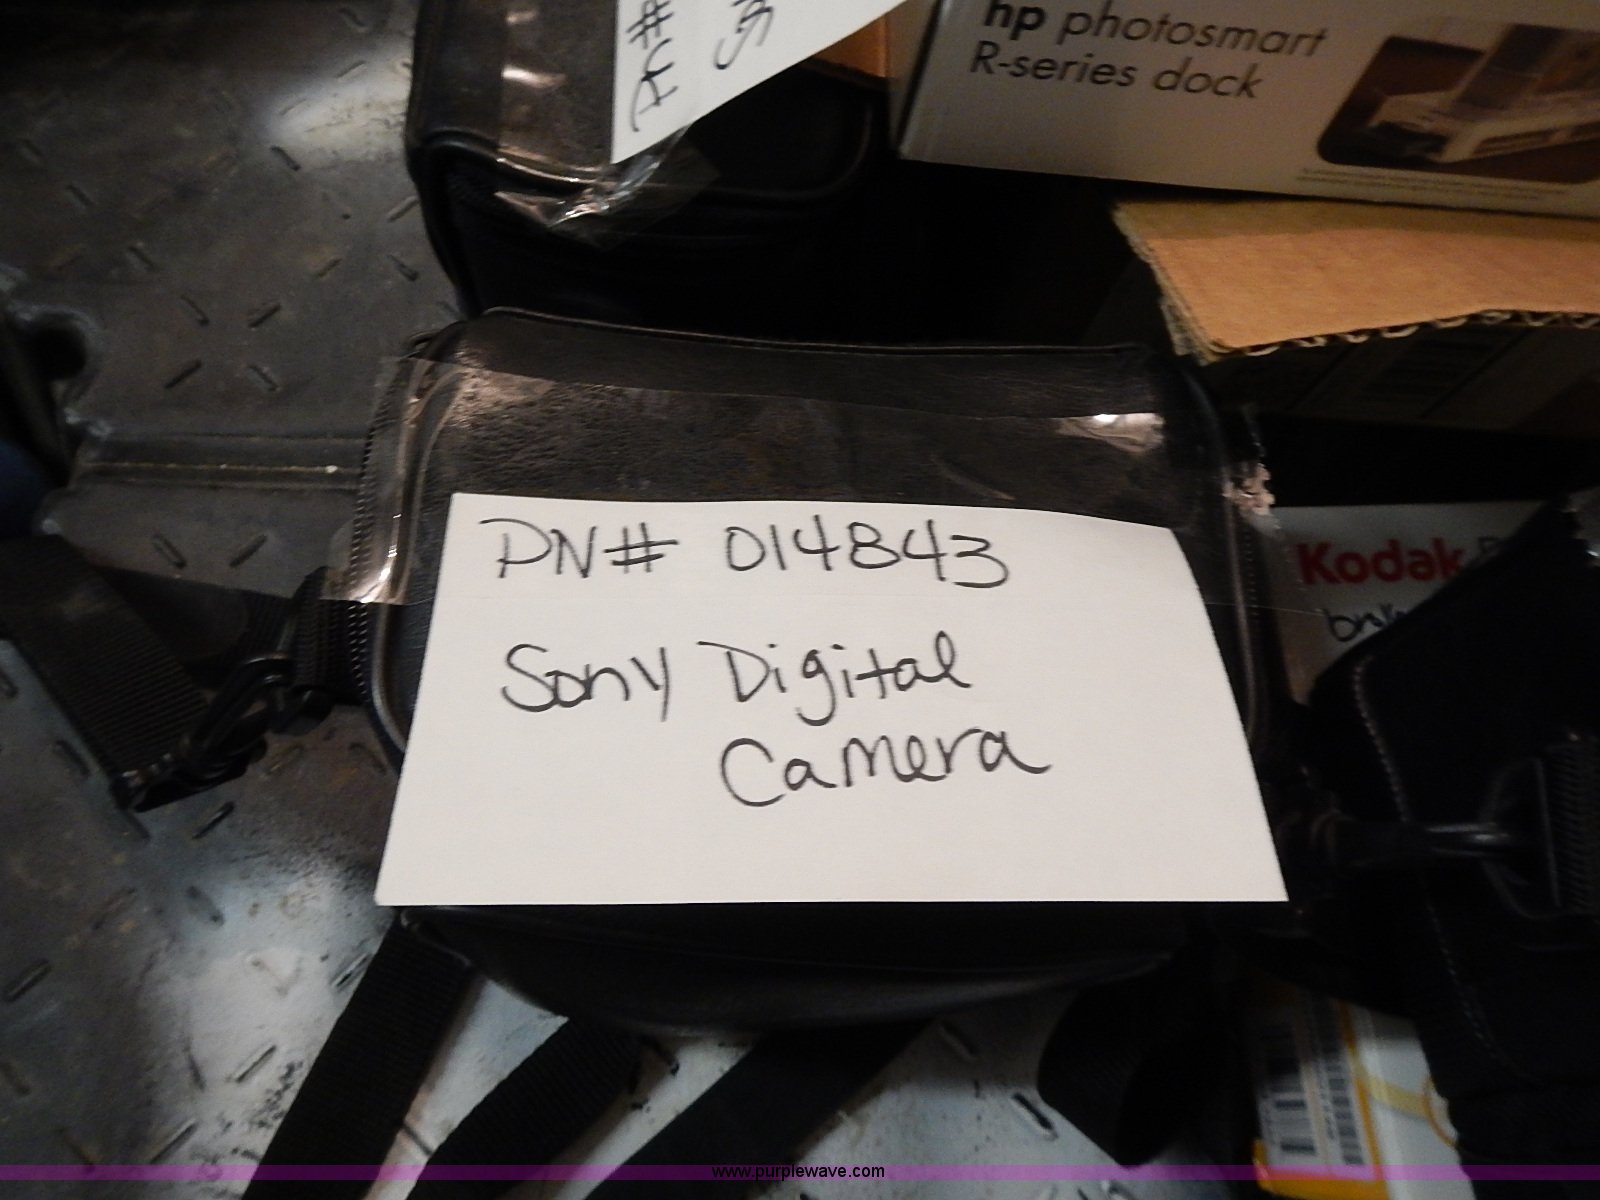 #
hp photosmart
R-series dock
PN# 014843
Sony Digital
Camera
Kodak
www.purplewave.com